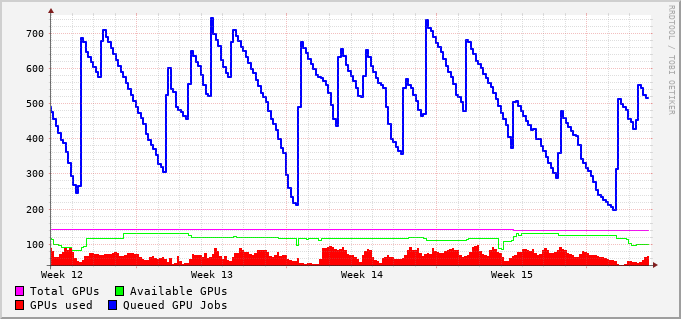 700
600
500
400
300
200
100
Week 12 Week 13 Week 14 Week 15
Total GPUs Available GPUs
GPUs used Queued GPU Jobs
RRDTOOL / TOBI OETIKER